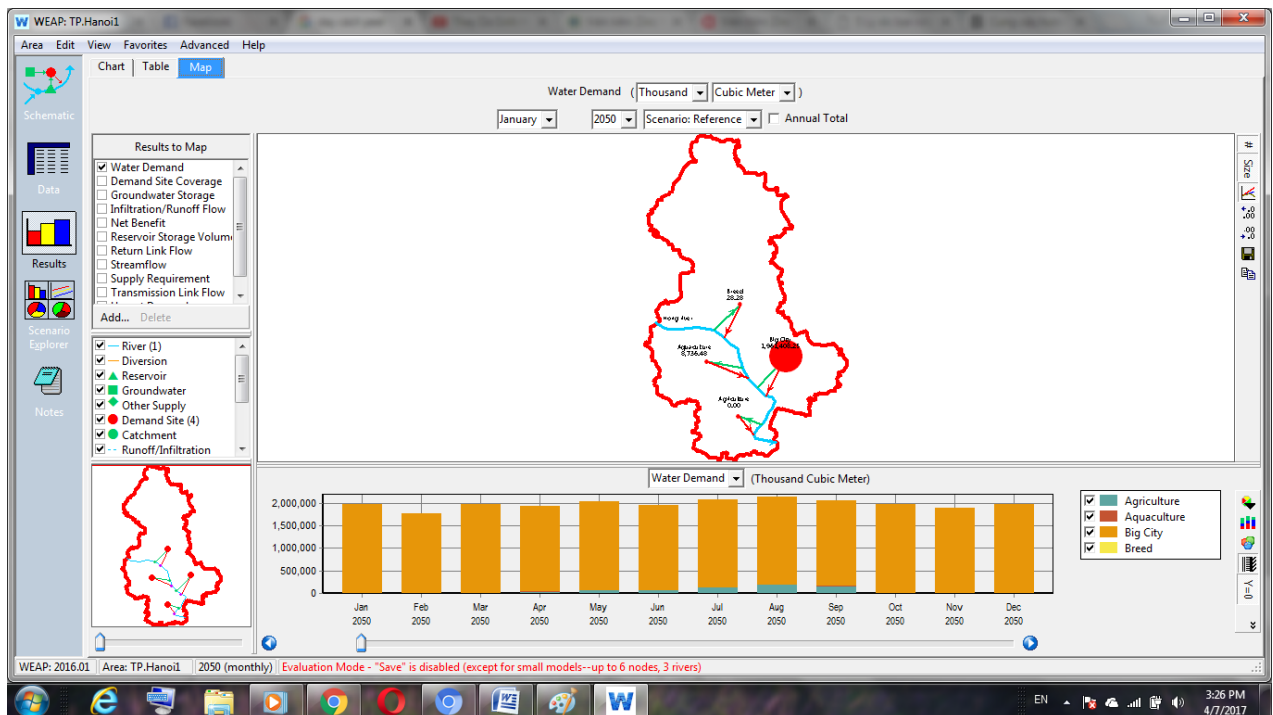 WEAP: TP.Hanoi1
Area Edit View Favorites Advanced Help
Chart Table Map
Water Demand ( Thousand Cubic Meter )
January 2050 Scenario: Reference Annual Total
Schematic
Data
Results
Scenario
Explorer
Notes
Results to Map
Water Demand
Demand Site Coverage
Groundwater Storage
Infiltration/Runoff Flow
Net Benefit
Reservoir Storage Volum
Return Link Flow
Streamflow
Supply Requirement
Transmission Link Flow
Add... Delete
River (1)
Diversion
Reservoir
Groundwater
Other Supply
Demand Site (4)
Catchment
Runoff/Infiltration
Breed
28.28
Big City
Aquaculture
8,736.48
Agriculture
0.00
#
Size
Water Demand (Thousand Cubic Meter)
2,000,000
1,500,000
1,000,000
500,000
0
Jan Feb Mar Apr May Jun Jul Aug Sep Oct Nov Dec
2050 2050 2050 2050 2050 2050 2050 2050 2050 2050 2050 2050
Agriculture
Aquaculture
Big City
Breed
Y=0
WEAP: 2016.01 Area: TP.Hanoi1 2050 (monthly) Evaluation Mode - "Save" is disabled (except for small models--up to 6 nodes, 3 rivers)
EN
3:26 PM
4/7/2017